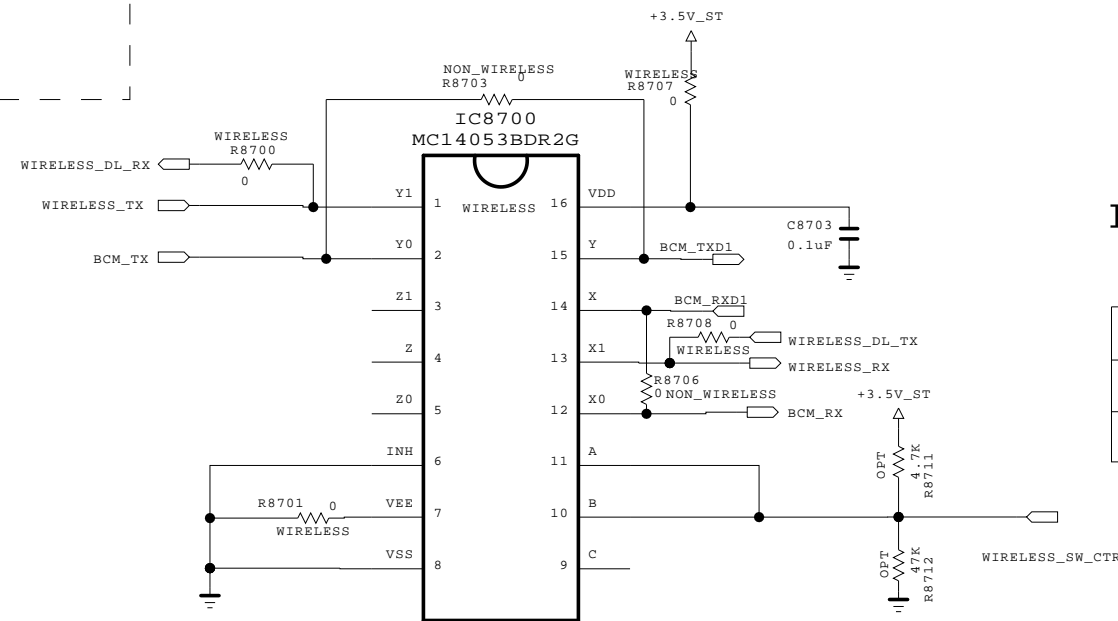 +3.5V_ST
NON_WIRELESS
R8703
0
WIRELESS
R8707
0
IC8700
MC14053BDR2G
WIRELESS
R8700
WIRELESS_DL_RX
0
WIRELESS_TX
BCM_TX
Y1
1
WIRELESS
16
VDD
Y0
2
15
Y
BCM_TXD1
C8703
0.1uF
Z1
3
14
X
BCM_RXD1
R8708
0
WIRELESS_DL_TX
WIRELESS
Z
4
13
X1
WIRELESS_RX
R8706
0
NON_WIRELESS
Z0
5
12
X0
BCM_RX
+3.5V_ST
INH
6
11
A
OPT
4.7K
R8711
R8701
0
WIRELESS
VEE
7
10
B
VSS
8
9
C
OPT
47K
R8712
WIRELESS_SW_CTR